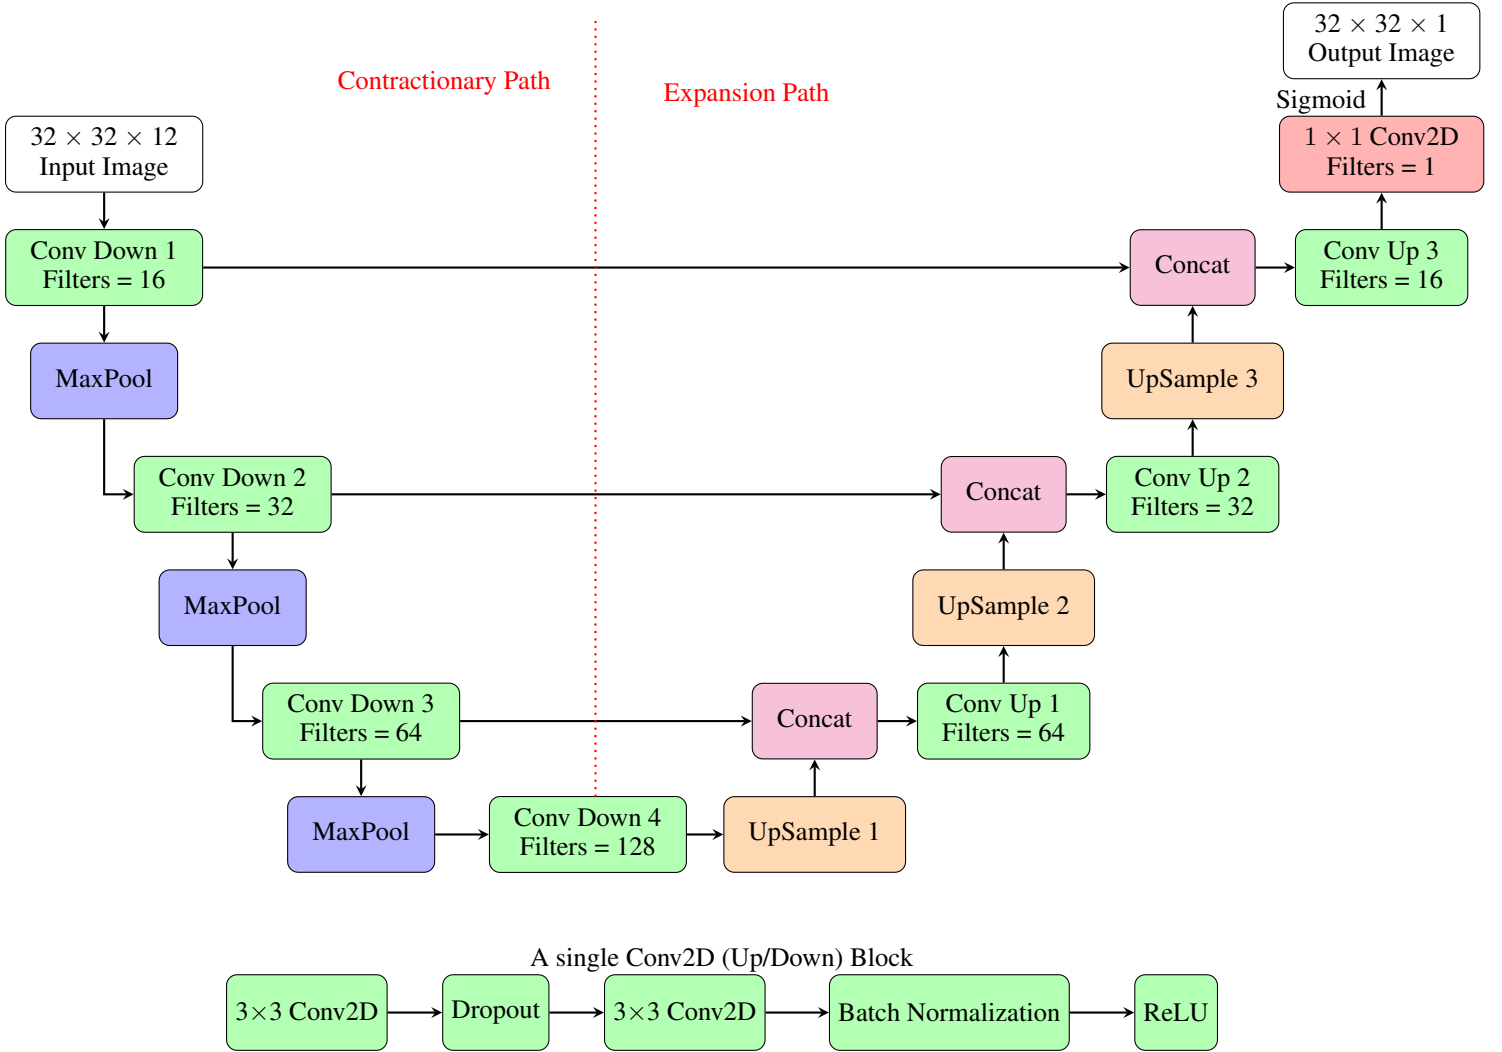 32 × 32 × 1
Output Image
Contractionary Path
Expansion Path
Sigmoid
32 × 32 × 12
Input Image
1 × 1 Conv2D
Filters = 1
Conv Down 1
Filters = 16
Concat
Conv Up 3
Filters = 16
MaxPool
UpSample 3
Conv Down 2
Filters = 32
Concat
Conv Up 2
Filters = 32
MaxPool
UpSample 2
Conv Down 3
Filters = 64
Concat
Conv Up 1
Filters = 64
MaxPool
Conv Down 4
Filters = 128
UpSample 1
A single Conv2D (Up/Down) Block
3×3 Conv2D
Dropout
3×3 Conv2D
Batch Normalization
ReLU